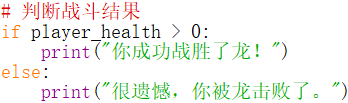 # 判断战斗结果
if player_health > 0:
    print("你成功战胜了龙！")
else:
    print("很遗憾，你被龙击败了。")